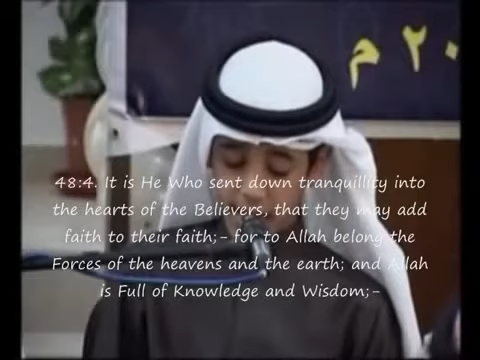 ٢٠ م
48:4. It is He Who sent down tranquillity into
the hearts of the Believers, that they may add
faith to their faith;- for to Allah belong the
Forces of the heavens and the earth; and Allah
is Full of Knowledge and Wisdom;-